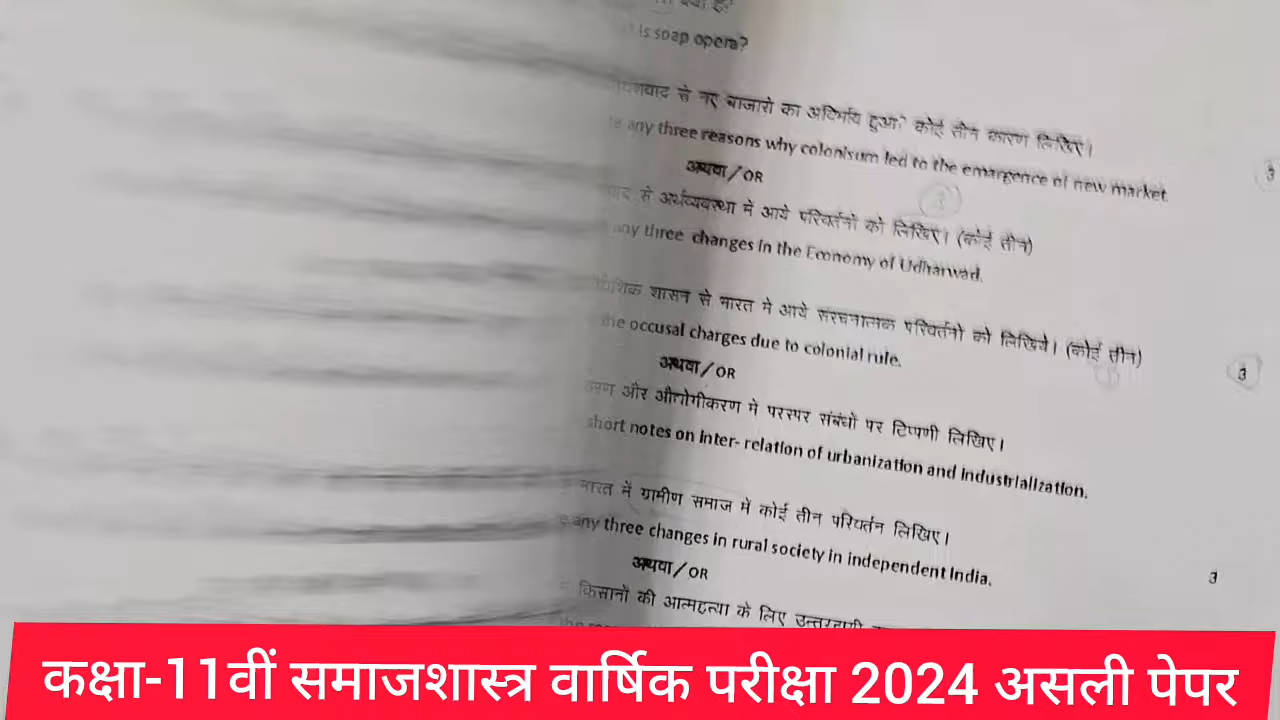 is soap opera?
से नए बाजारो का अविर्भाव हुआ? कोई तीन कारण लिखिए।
any three reasons why colonisum led to the emargence of new market.
3
अथवा/OR
से अर्थव्यवस्था में आये परिवर्तनों को लिखिए। (कोई तीन)
3
any three changes in the Economy of Udharwad.
शासन से भारत मे आये संरचनात्मक परिवर्तनो को लिखिये। (कोई तीन)
the occusal charges due to colonial rule.
3
अथवा/OR
और औद्योगीकरण मे परस्पर संबंधों पर टिप्पणी लिखिए।
short notes on inter- relation of urbanization and industrialization.
भारत में ग्रामीण समाज में कोई तीन परिवर्तन लिखिए।
any three changes in rural society in independent India.
3
अथवा/OR
किसानों की आत्महत्या के लिए उत्तरदायी
कक्षा-11वीं समाजशास्त्र वार्षिक परीक्षा 2024 असली पेपर